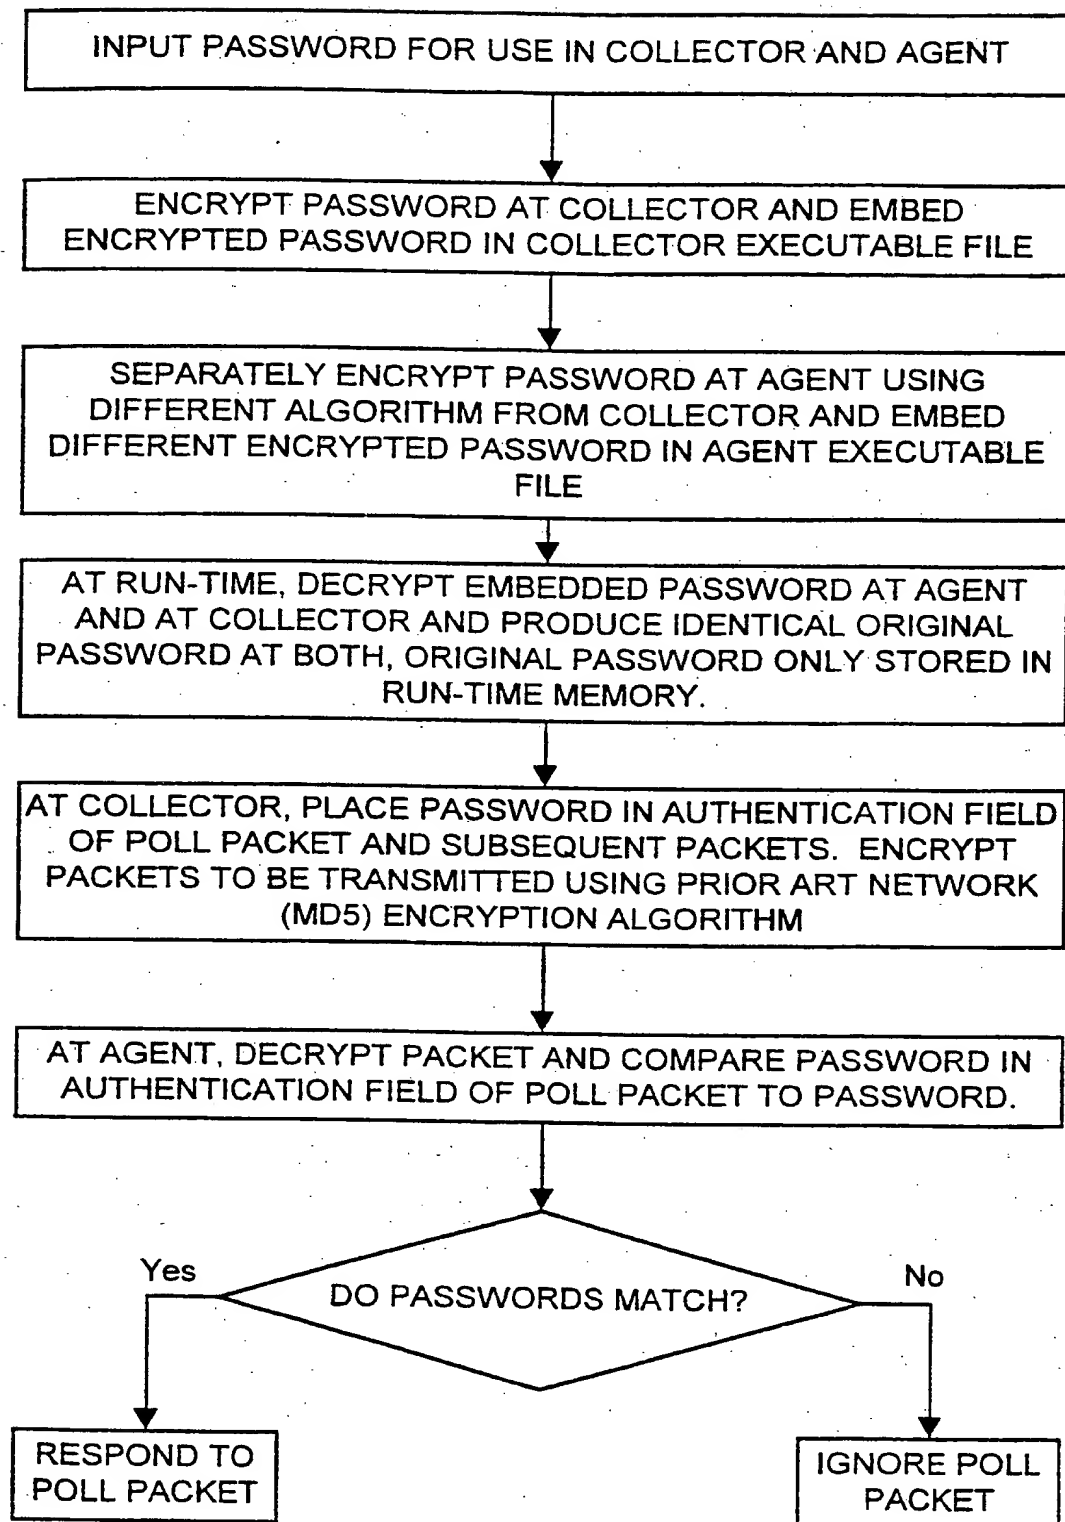 INPUT PASSWORD FOR USE IN COLLECTOR AND AGENT
ENCRYPT PASSWORD AT COLLECTOR AND EMBED
ENCRYPTED PASSWORD IN COLLECTOR EXECUTABLE FILE
SEPARATELY ENCRYPT PASSWORD AT AGENT USING
DIFFERENT ALGORITHM FROM COLLECTOR AND EMBED
DIFFERENT ENCRYPTED PASSWORD IN AGENT EXECUTABLE
FILE
AT RUN-TIME, DECRYPT EMBEDDED PASSWORD AT AGENT
AND AT COLLECTOR AND PRODUCE IDENTICAL ORIGINAL
PASSWORD AT BOTH, ORIGINAL PASSWORD ONLY STORED IN
RUN-TIME MEMORY.
AT COLLECTOR, PLACE PASSWORD IN AUTHENTICATION FIELD
OF POLL PACKET AND SUBSEQUENT PACKETS. ENCRYPT
PACKETS TO BE TRANSMITTED USING PRIOR ART NETWORK
(MD5) ENCRYPTION ALGORITHM
AT AGENT, DECRYPT PACKET AND COMPARE PASSWORD IN
AUTHENTICATION FIELD OF POLL PACKET TO PASSWORD.
Yes
No
DO PASSWORDS MATCH?
RESPOND TO
POLL PACKET
IGNORE POLL
PACKET